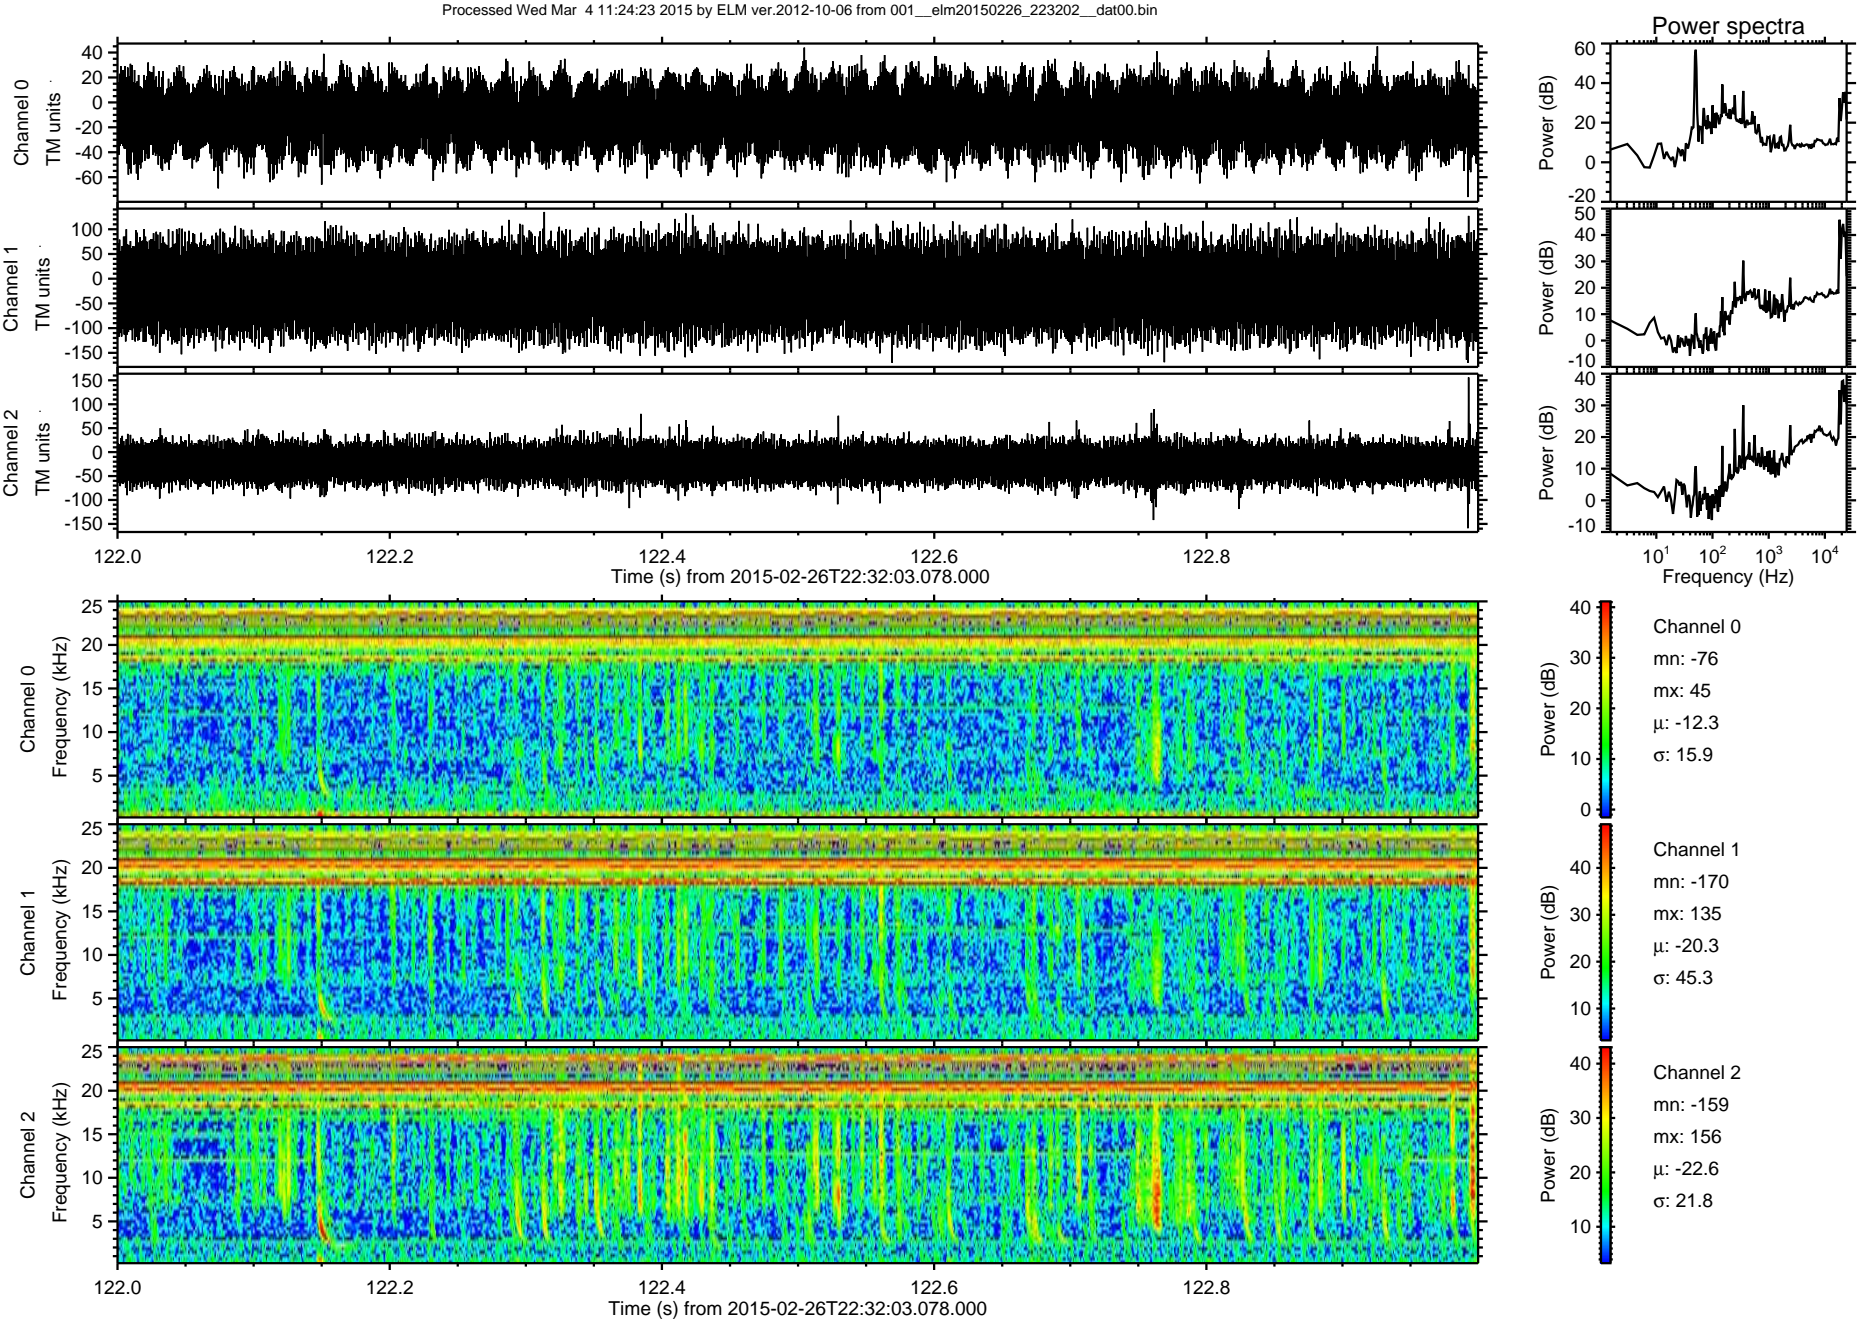 Processed Wed Mar  4 11:24:23 2015 by ELM ver.2012-10-06 from 001__elm20150226_223202__dat00.bin
Power spectra
Channel 0
TM units
40
20
0
-20
-40
-60
Power (dB)
60
40
20
0
-20
Channel 1
TM units
100
50
0
-50
-100
-150
Power (dB)
50
40
30
20
10
0
-10
Channel 2
TM units
150
100
50
0
-50
-100
-150
Power (dB)
40
30
20
10
0
-10
122.0 122.2 122.4 122.6 122.8
Time (s) from 2015-02-26T22:32:03.078.000
10¹ 10² 10³ 10⁴
Frequency (Hz)
Channel 0
Frequency (kHz)
25
20
15
10
5
Power (dB)
40
30
20
10
0
Channel 0
mn: -76
mx: 45
μ: -12.3
σ: 15.9
Channel 1
Frequency (kHz)
25
20
15
10
5
Power (dB)
40
30
20
10
Channel 1
mn: -170
mx: 135
μ: -20.3
σ: 45.3
Channel 2
Frequency (kHz)
25
20
15
10
5
Power (dB)
40
30
20
10
Channel 2
mn: -159
mx: 156
μ: -22.6
σ: 21.8
122.0 122.2 122.4 122.6 122.8
Time (s) from 2015-02-26T22:32:03.078.000